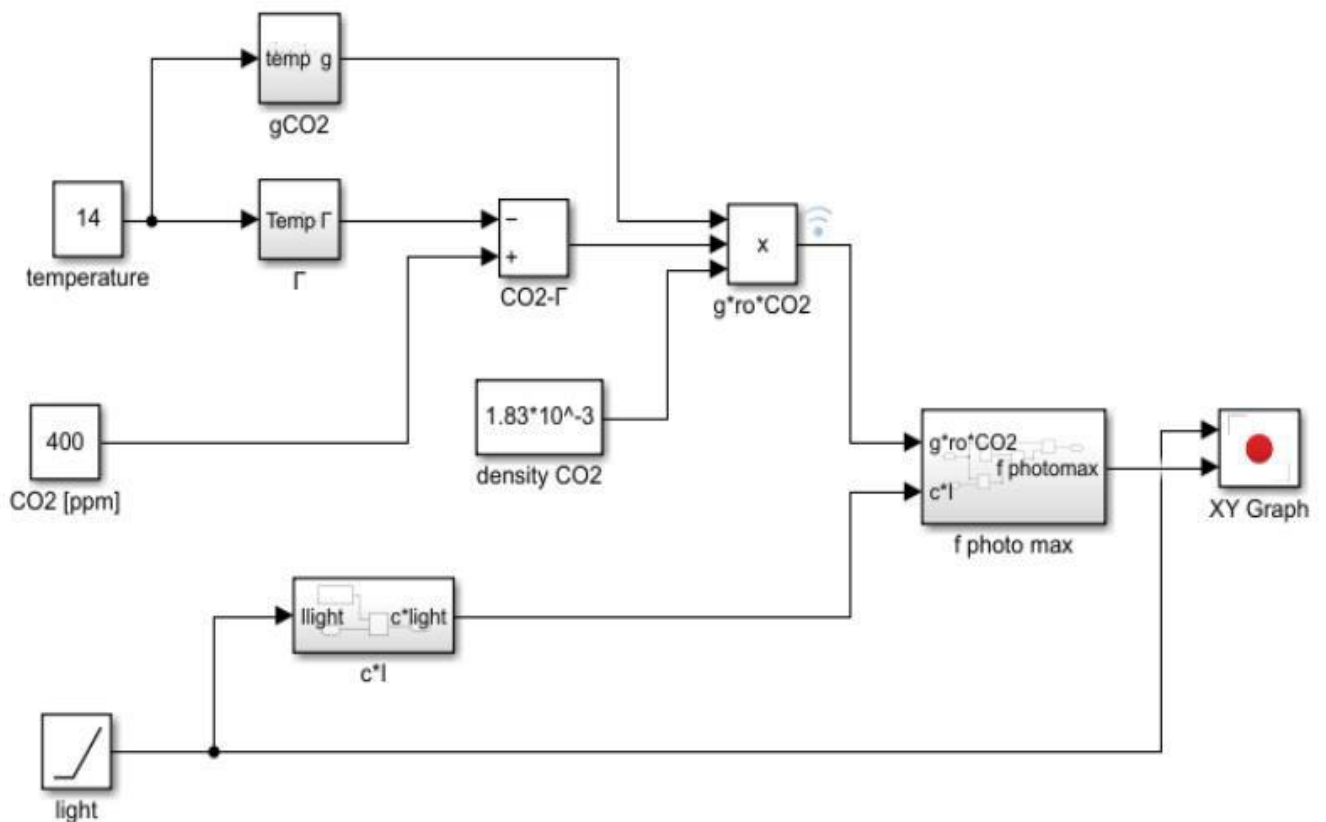 temp g
gCO2
14
temperature
Temp Γ
Γ
−
+
CO2-Γ
x
g*ro*CO2
400
CO2 [ppm]
1.83*10^-3
density CO2
g*ro*CO2
f photomax
c*I
f photo max
XY Graph
llight
c*light
c*I
light